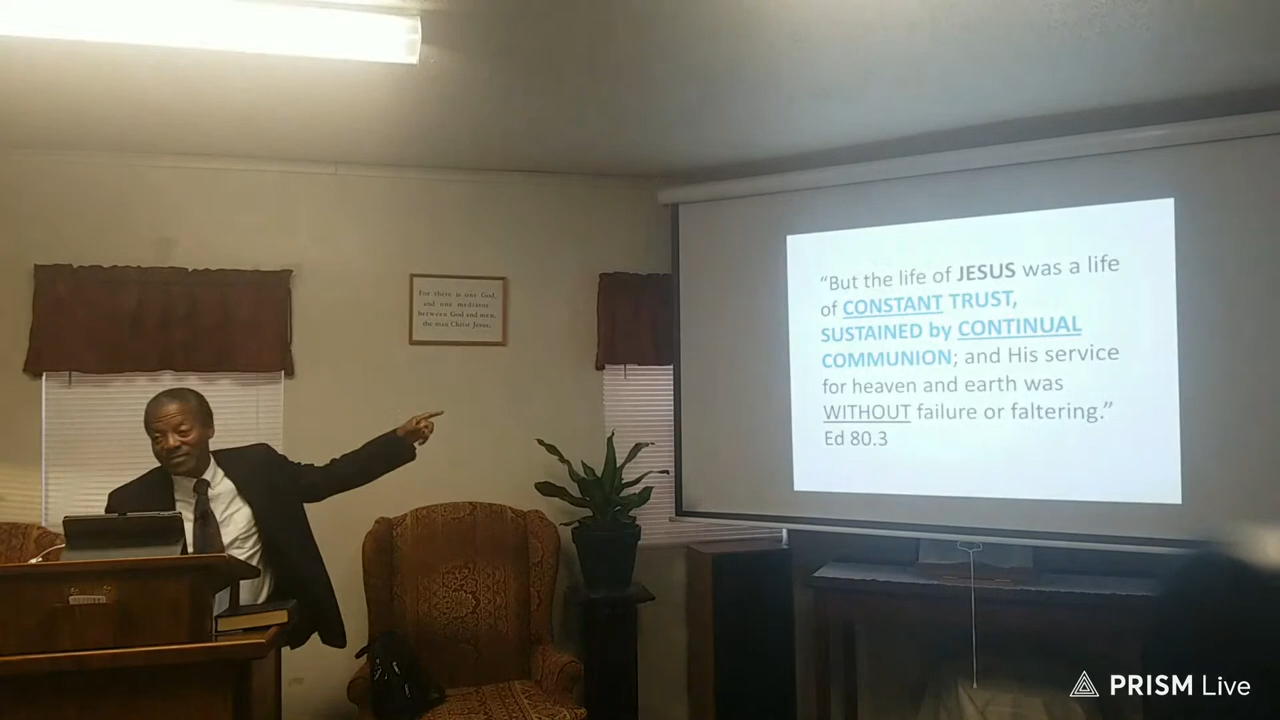 For there is one God,
and one mediator
between God and men,
the man Christ Jesus;
“But the life of JESUS was a life
of CONSTANT TRUST,
SUSTAINED by CONTINUAL
COMMUNION; and His service
for heaven and earth was
WITHOUT failure or faltering.”
Ed 80.3
PRISM Live